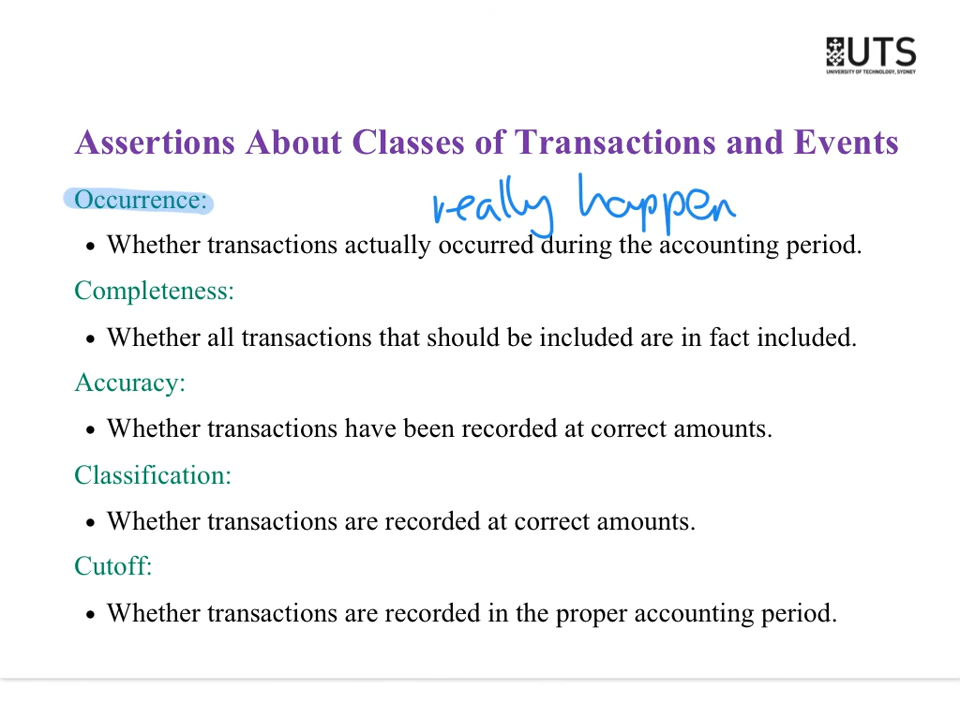 UTS
UNIVERSITY OF TECHNOLOGY, SYDNEY
Assertions About Classes of Transactions and Events
Occurrence:
really happen
• Whether transactions actually occurred during the accounting period.
Completeness:
• Whether all transactions that should be included are in fact included.
Accuracy:
• Whether transactions have been recorded at correct amounts.
Classification:
• Whether transactions are recorded at correct amounts.
Cutoff:
• Whether transactions are recorded in the proper accounting period.